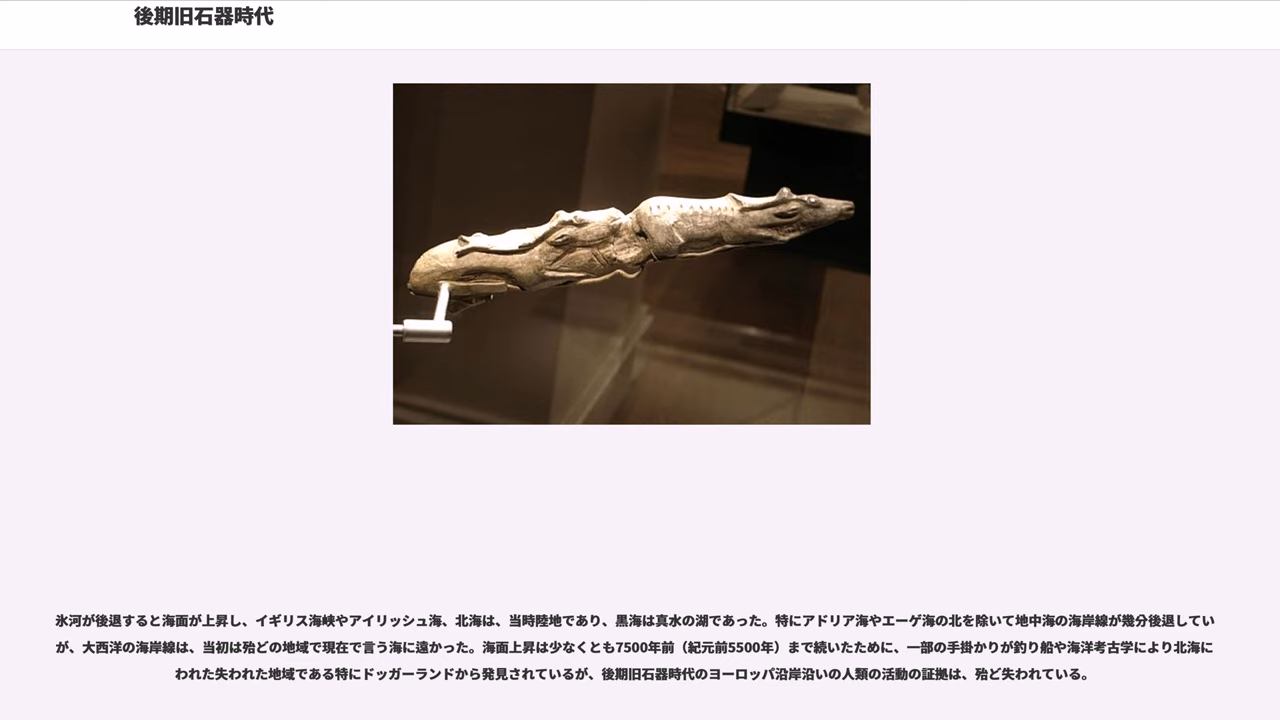 後期旧石器時代
氷河が後退すると海面が上昇し、イギリス海峡やアイリッシュ海、北海は、当時陸地であり、黒海は真水の湖であった。特にアドリア海やエーゲ海の北を除いて地中海の海岸線が幾分後退してい
が、大西洋の海岸線は、当初は殆どの地域で現在で言う海に遠かった。海面上昇は少なくとも7500年前（紀元前5500年）まで続いたために、一部の手掛かりが釣り船や海洋考古学により北海に
われた失われた地域である特にドッガーランドから発見されているが、後期旧石器時代のヨーロッパ沿岸沿いの人類の活動の証拠は、殆ど失われている。